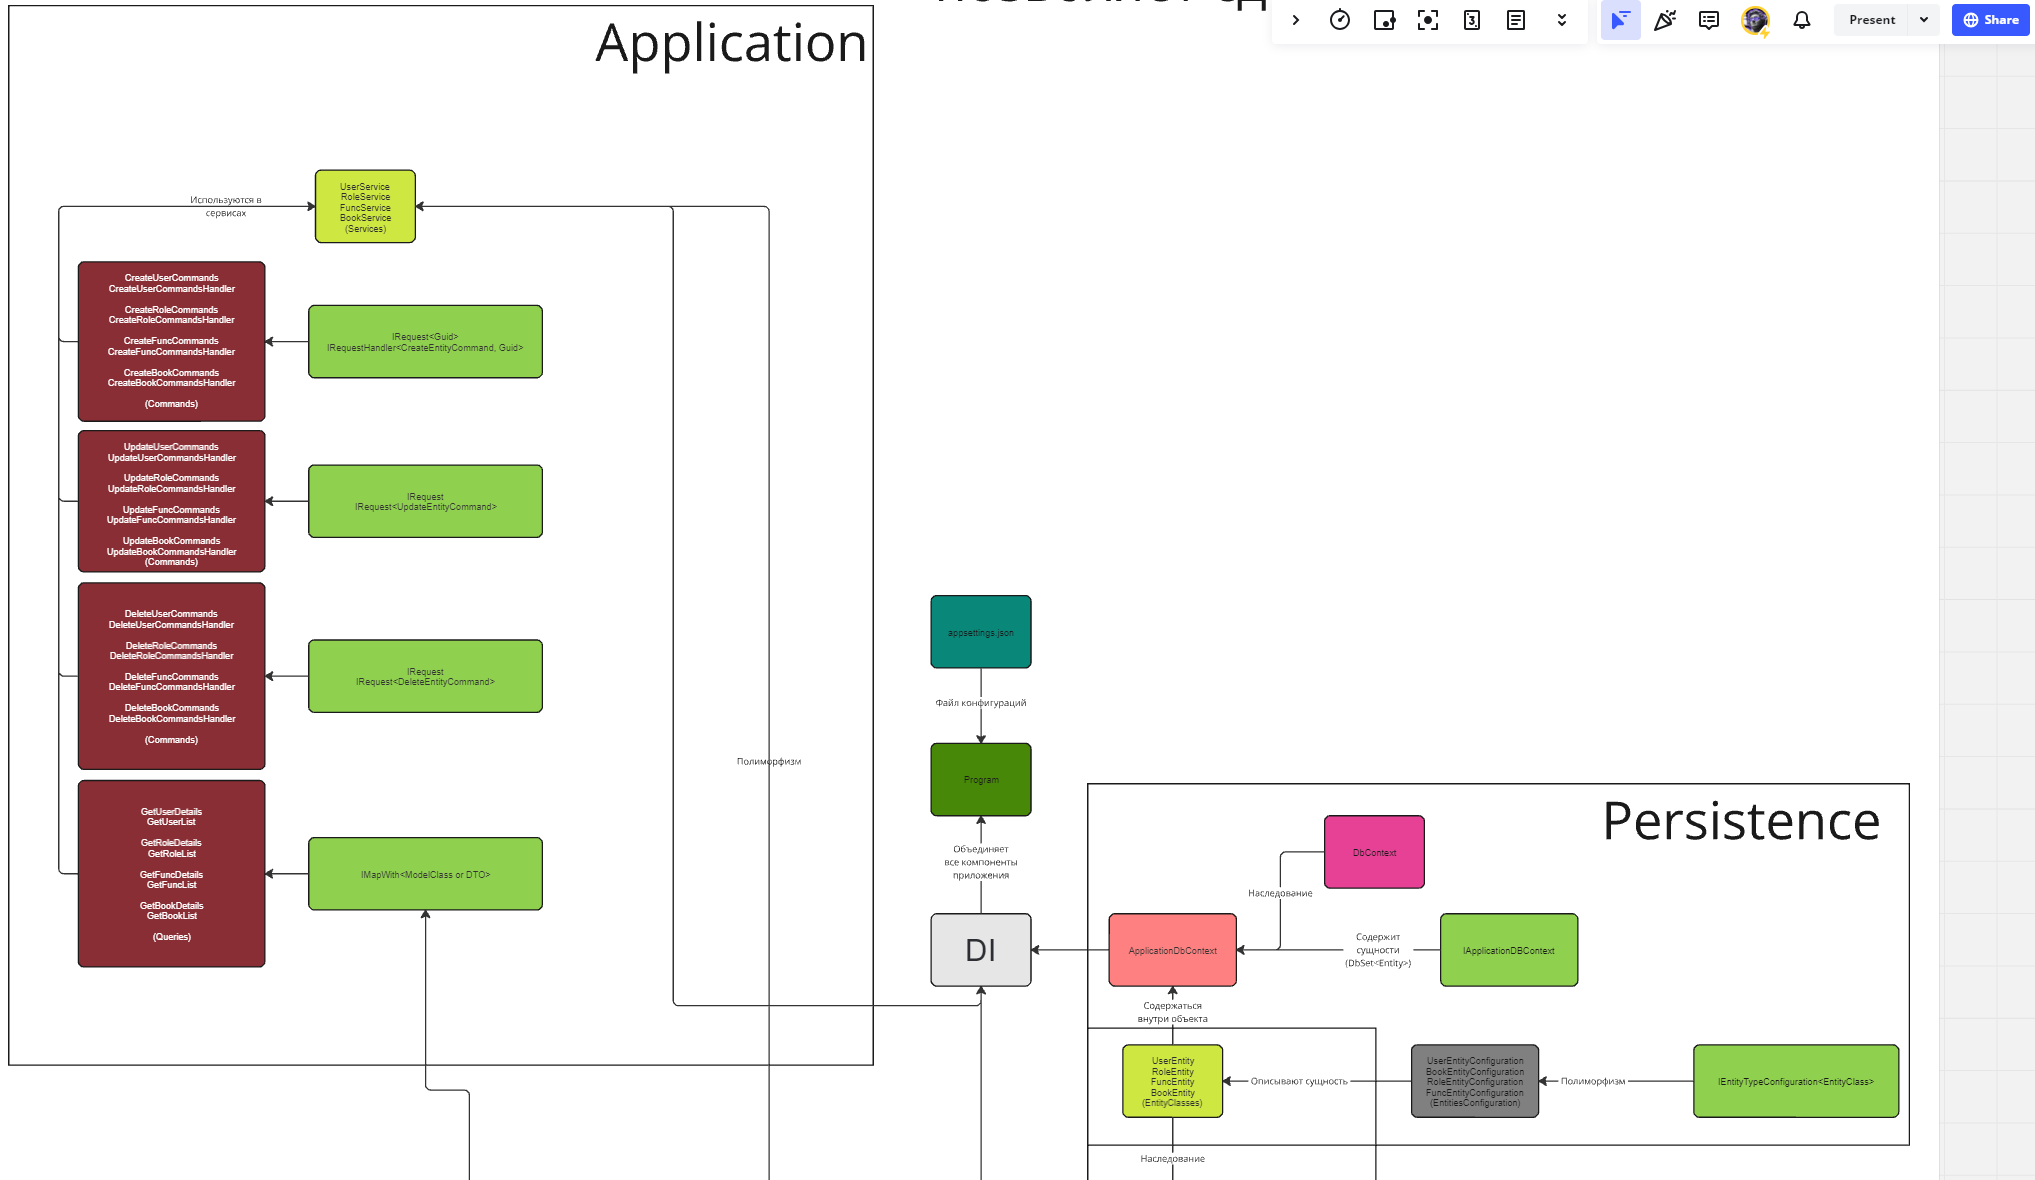 Application
Present
Share
Используются в
сервисах
UserService
RoleService
FuncService
BookService
(Services)
CreateUserCommands
CreateUserCommandsHandler
CreateRoleCommands
CreateRoleCommandsHandler
CreateFuncCommands
CreateFuncCommandsHandler
CreateBookCommands
CreateBookCommandsHandler
(Commands)
IRequest<Guid>
IRequestHandler<CreateEntityCommand, Guid>
UpdateUserCommands
UpdateUserCommandsHandler
UpdateRoleCommands
UpdateRoleCommandsHandler
UpdateFuncCommands
UpdateFuncCommandsHandler
UpdateBookCommands
UpdateBookCommandsHandler
(Commands)
IRequest
IRequest<UpdateEntityCommand>
DeleteUserCommands
DeleteUserCommandsHandler
DeleteRoleCommands
DeleteRoleCommandsHandler
DeleteFuncCommands
DeleteFuncCommandsHandler
DeleteBookCommands
DeleteBookCommandsHandler
(Commands)
IRequest
IRequest<DeleteEntityCommand>
GetUserDetails
GetUserList
GetRoleDetails
GetRoleList
GetFuncDetails
GetFuncList
GetBookDetails
GetBookList
(Queries)
IMapWith<ModelClass or DTO>
Полиморфизм
appsettings.json
Файл конфигураций
Program
Объединяет
все компоненты
приложения
DI
Persistence
DbContext
Наследование
ApplicationDbContext
Содержит
сущности
(DbSet<Entity>)
IApplicationDBContext
Содержаться
внутри объекта
UserEntity
RoleEntity
FuncEntity
BookEntity
(EntityClasses)
Описывают сущность
UserEntityConfiguration
BookEntityConfiguration
RoleEntityConfiguration
FuncEntityConfiguration
(EntitiesConfiguration)
Полиморфизм
IEntityTypeConfiguration<EntityClass>
Наследование